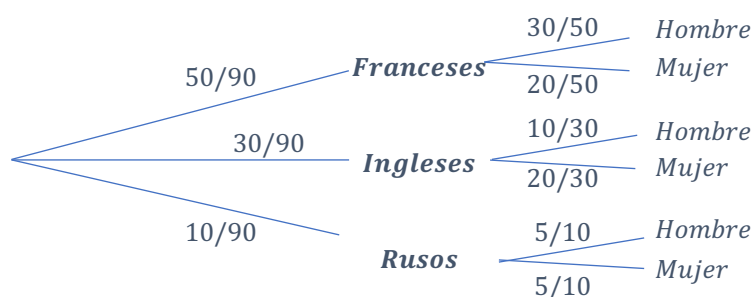 30/50 Hombre
50/90 Franceses Mujer
20/50
30/90 10/30 Hombre
Ingleses Mujer
20/30
10/90 5/10 Hombre
Rusos Mujer
5/10